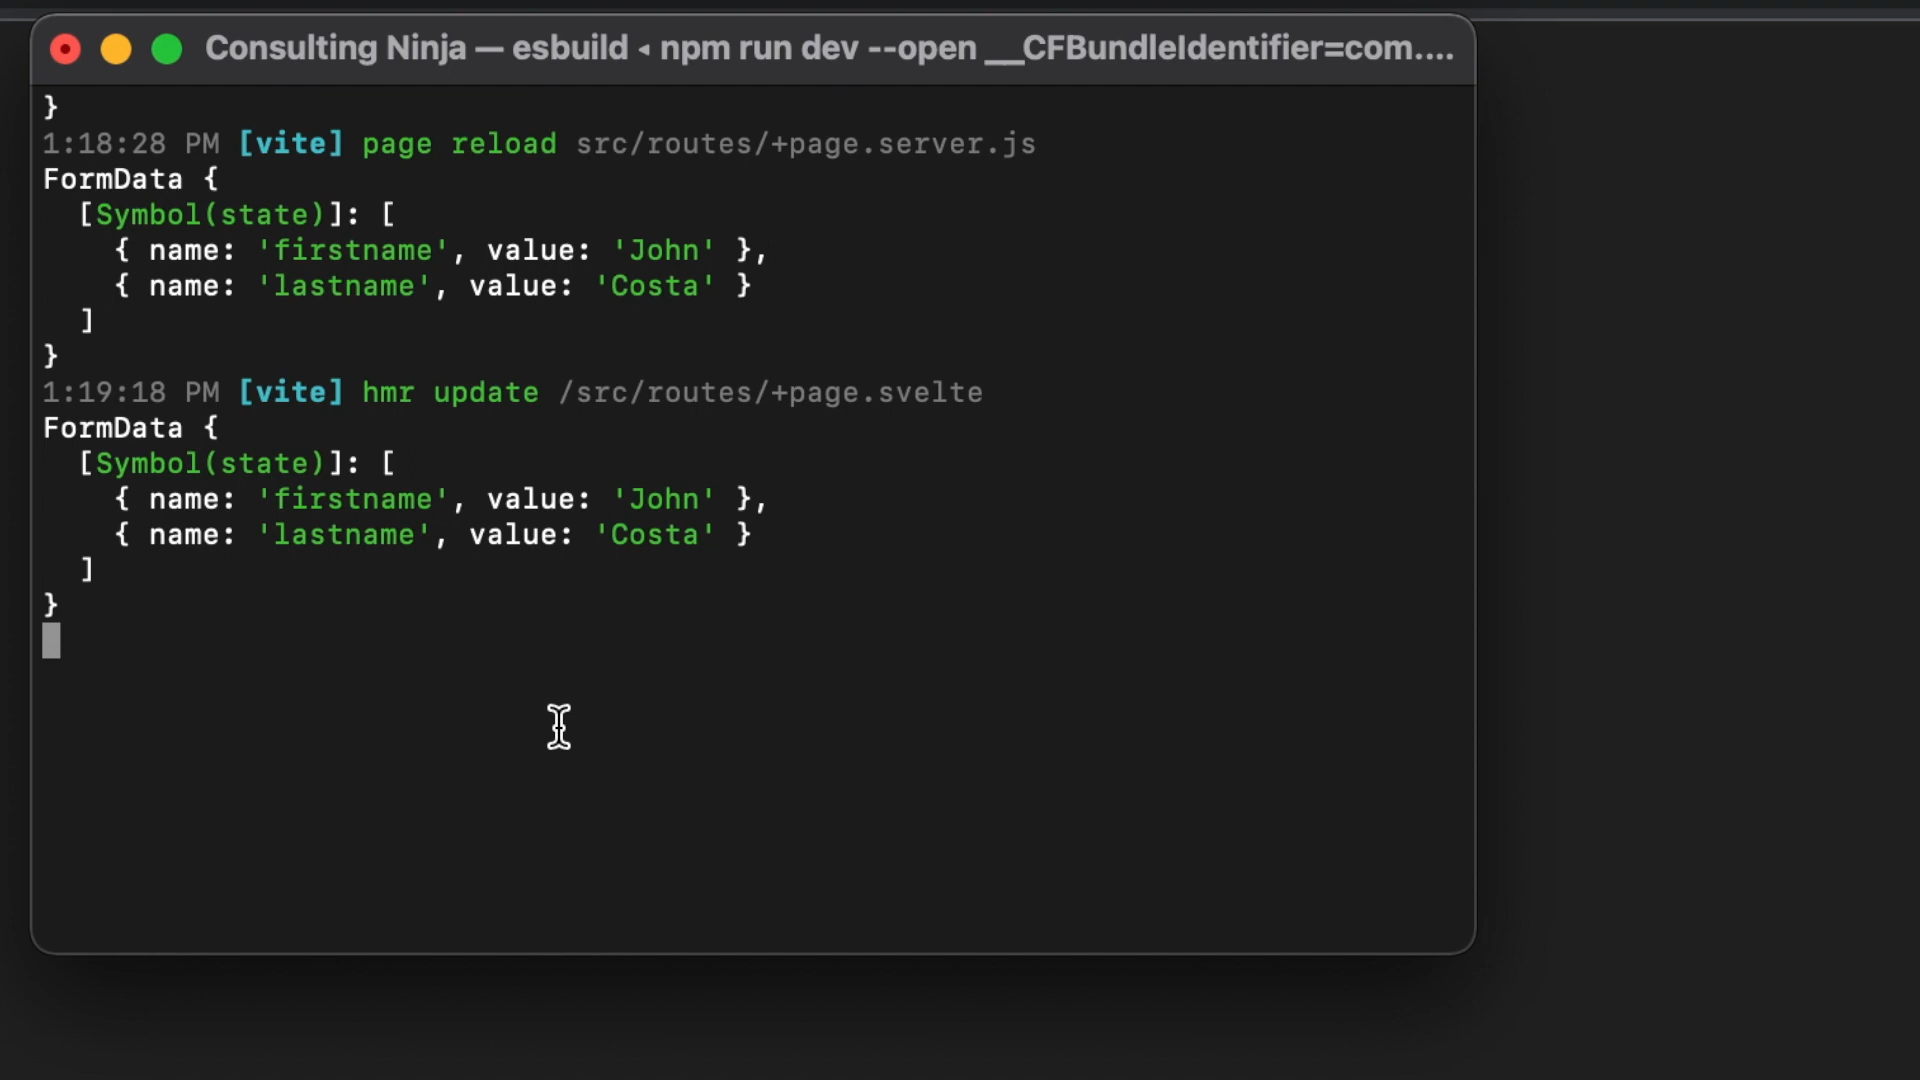 Consulting Ninja — esbuild ◂ npm run dev --open __CFBundleIdentifier=com....
}
1:18:28 PM [vite] page reload src/routes/+page.server.js
FormData {
  [Symbol(state)]: [
    { name: 'firstname', value: 'John' },
    { name: 'lastname', value: 'Costa' }
  ]
}
1:19:18 PM [vite] hmr update /src/routes/+page.svelte
FormData {
  [Symbol(state)]: [
    { name: 'firstname', value: 'John' },
    { name: 'lastname', value: 'Costa' }
  ]
}